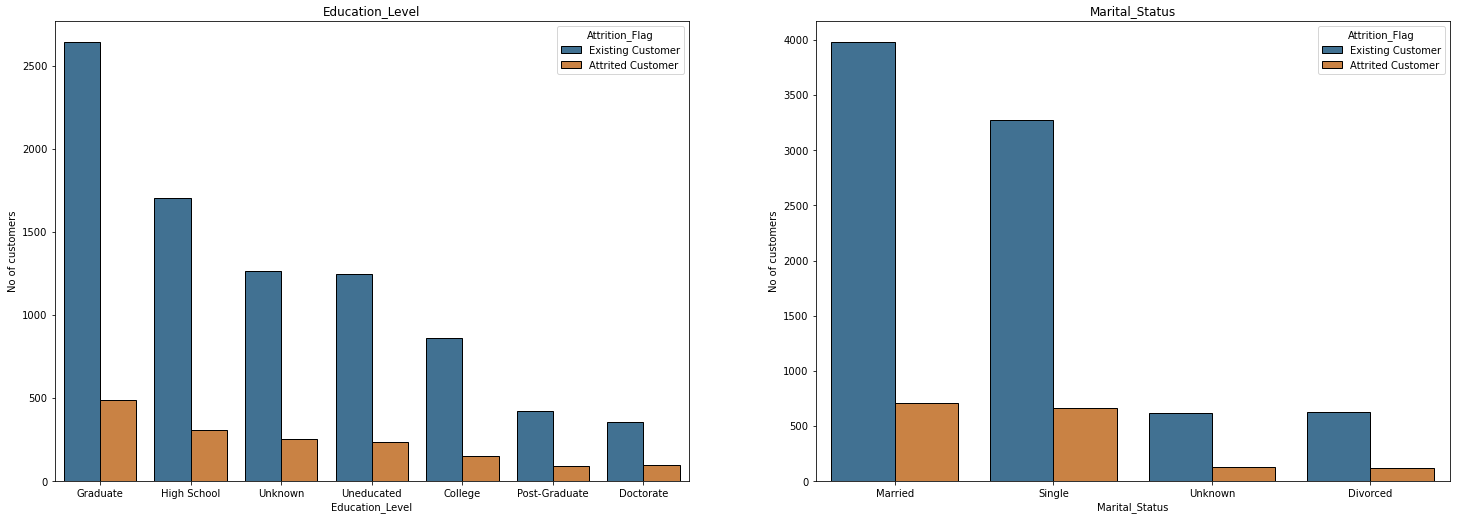 Education_Level
Attrition_Flag
Existing Customer
Attrited Customer
No of customers
2500
2000
1500
1000
500
0
Graduate High School Unknown Uneducated College Post-Graduate Doctorate
Education_Level
Marital_Status
Attrition_Flag
Existing Customer
Attrited Customer
No of customers
4000
3500
3000
2500
2000
1500
1000
500
0
Married Single Unknown Divorced
Marital_Status